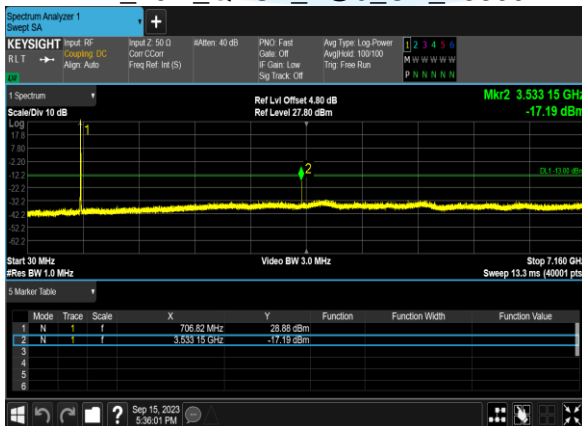 Spectrum Analyzer 1
Swept SA
KEYSIGHT Input: RF Input Z: 50 Ω #Atten: 40 dB PNO: Fast Avg Type: Log-Power 1 2 3 4 5 6
RLT Coupling: DC Corr CCorr Gate: Off Avg|Hold: 100/100 M W W W W W
Align: Auto Freq Ref: Int (S) IF Gain: Low Trig: Free Run
Sig Track: Off P N N N N N
LXI
1 Spectrum Ref Lvl Offset 4.80 dB Mkr2 3.533 15 GHz
Scale/Div 10 dB Ref Level 27.80 dBm -17.19 dBm
Log
17.8 1
7.80
-2.20
2
-12.2 DL1 -13.00 dBm
-22.2
-32.2
-42.2
-52.2
-62.2
Start 30 MHz Video BW 3.0 MHz Stop 7.160 GHz
#Res BW 1.0 MHz Sweep 13.3 ms (40001 pts
5 Marker Table
Mode Trace Scale X Y Function Function Width Function Value
1 N 1 f 706.82 MHz 28.88 dBm
2 N 1 f 3.533 15 GHz -17.19 dBm
3
4
5
6
? Sep 15, 2023
5:36:01 PM